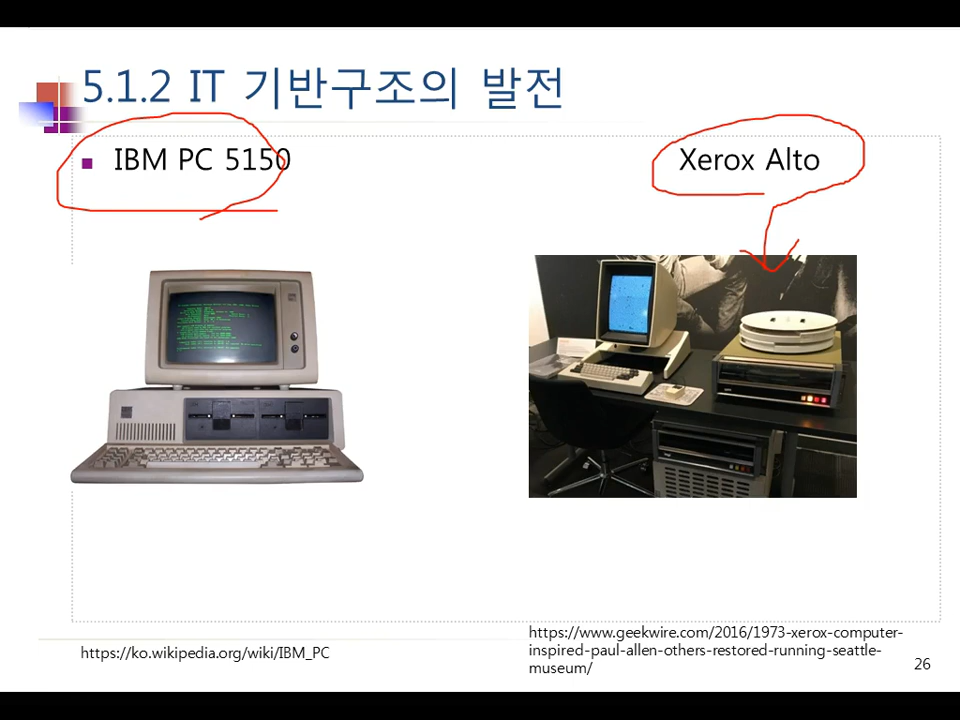 5.1.2 IT 기반구조의 발전
IBM PC 5150
Xerox Alto
https://ko.wikipedia.org/wiki/IBM_PC
https://www.geekwire.com/2016/1973-xerox-computer-
inspired-paul-allen-others-restored-running-seattle-
museum/
26